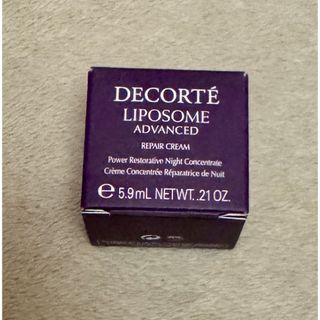 DECORTÉ
LIPOSOME
ADVANCED
REPAIR CREAM
Power Restorative Night Concentrate
Crème Concentrée Réparatrice de Nuit
℮ 5.9mL NETWT. .21 OZ.